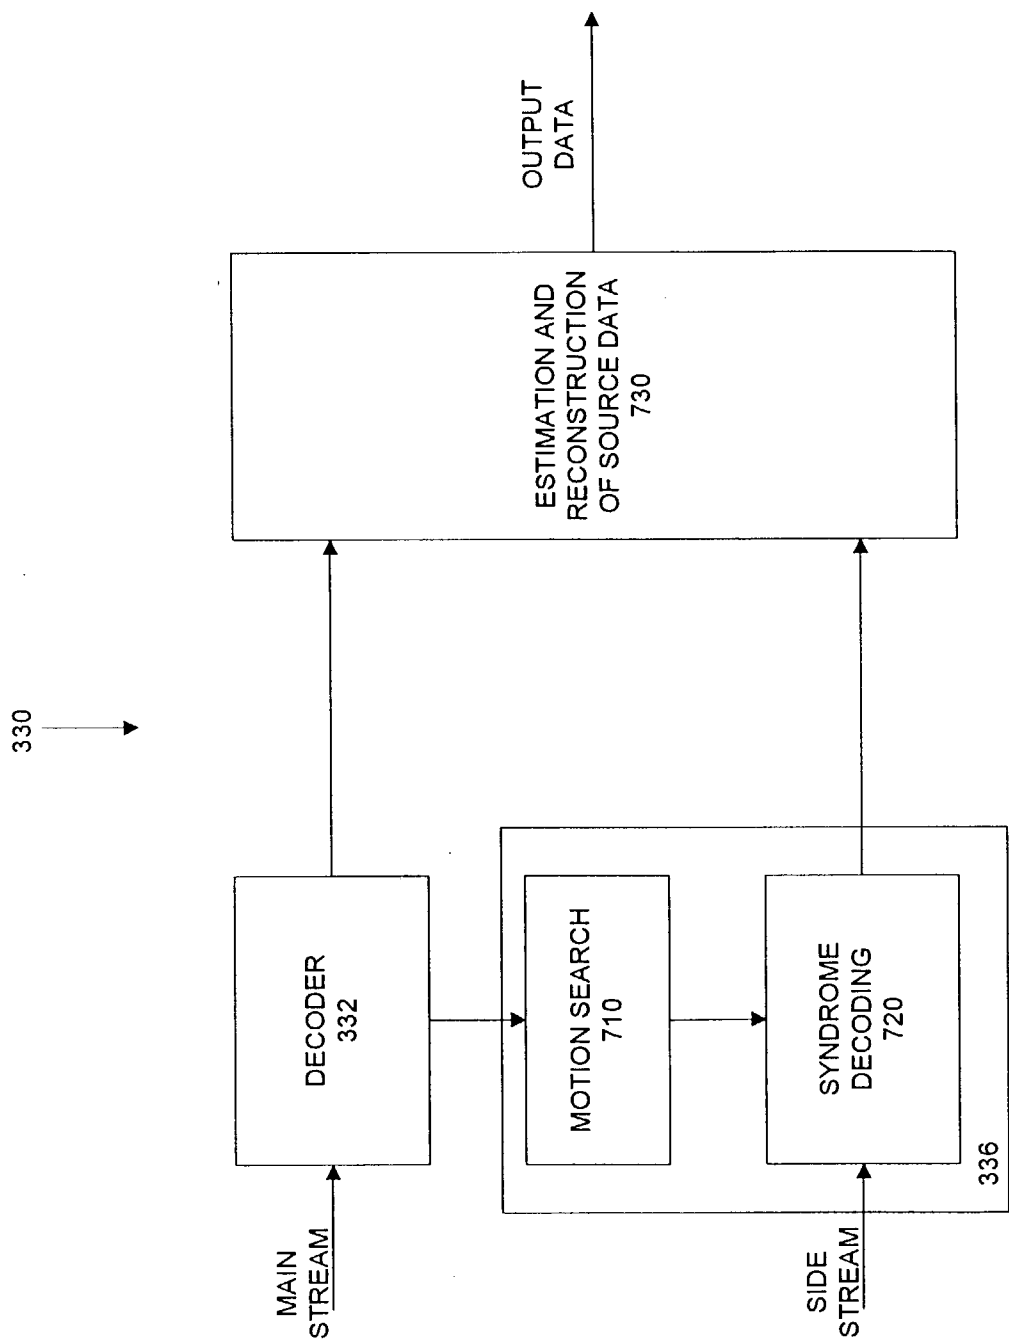 330
MAIN
STREAM
DECODER
332
MOTION SEARCH
710
SIDE
STREAM
SYNDROME
DECODING
720
336
ESTIMATION AND
RECONSTRUCTION
OF SOURCE DATA
730
OUTPUT
DATA